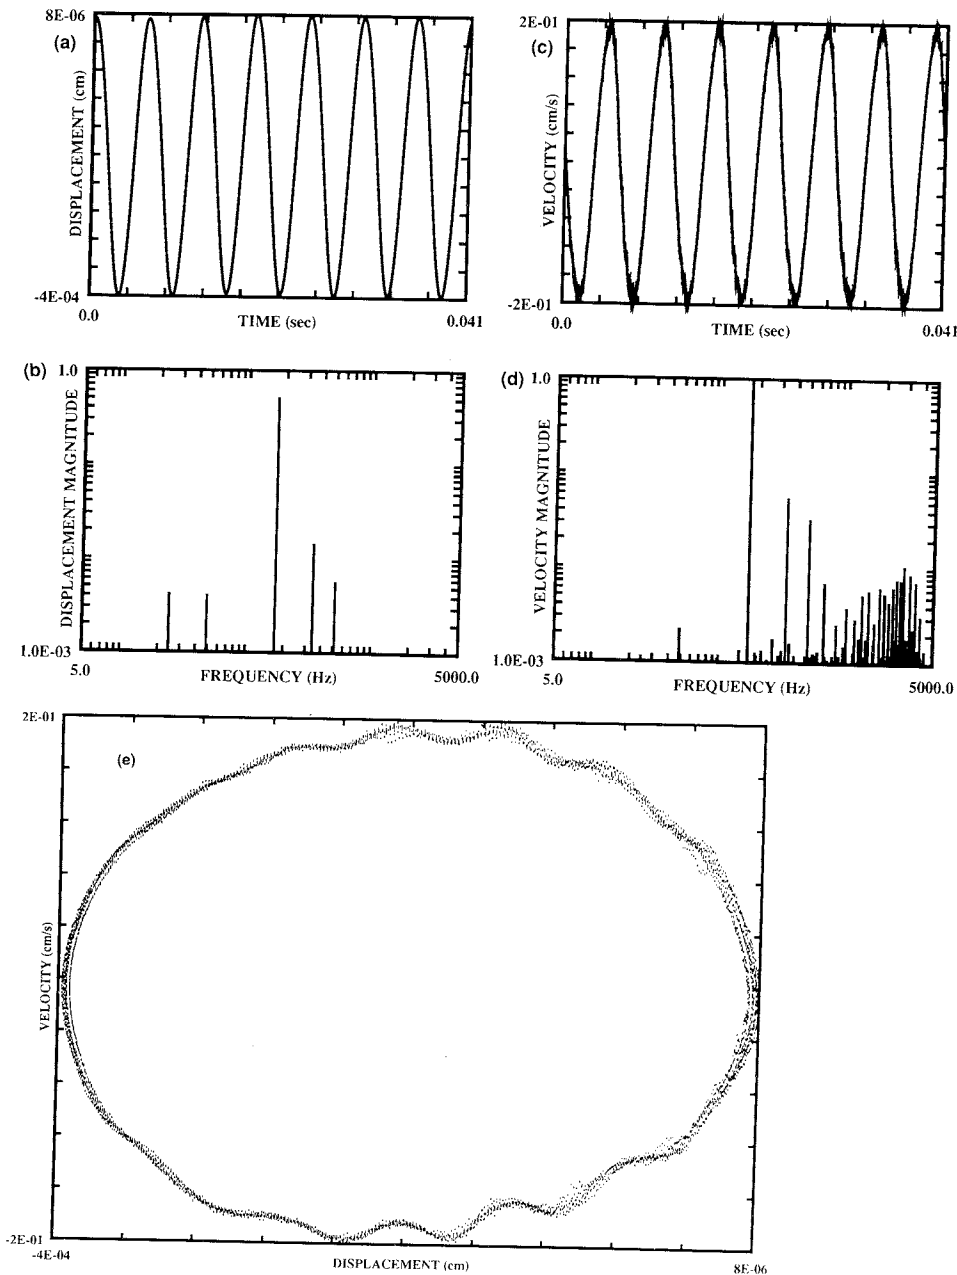 8E-06
(a)
DISPLACEMENT (cm)
-4E-04
0.0
TIME (sec)
0.041
2E-01
(c)
VELOCITY (cm/s)
-2E-01
0.0
TIME (sec)
0.041
(b)
1.0
DISPLACEMENT MAGNITUDE
1.0E-03
5.0
FREQUENCY (Hz)
5000.0
(d)
1.0
VELOCITY MAGNITUDE
1.0E-03
5.0
FREQUENCY (Hz)
5000.0
2E-01
(e)
VELOCITY (cm/s)
-2E-01
-4E-04
DISPLACEMENT (cm)
8E-06